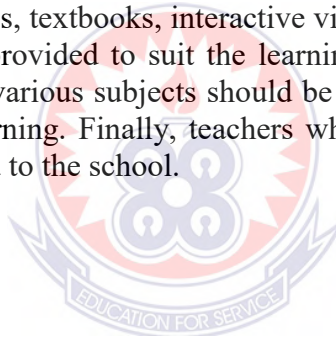 s, textbooks, interactive vi
provided to suit the learnin
various subjects should be
rning. Finally, teachers wh
to the school.
EDUCATION FOR SERVICE